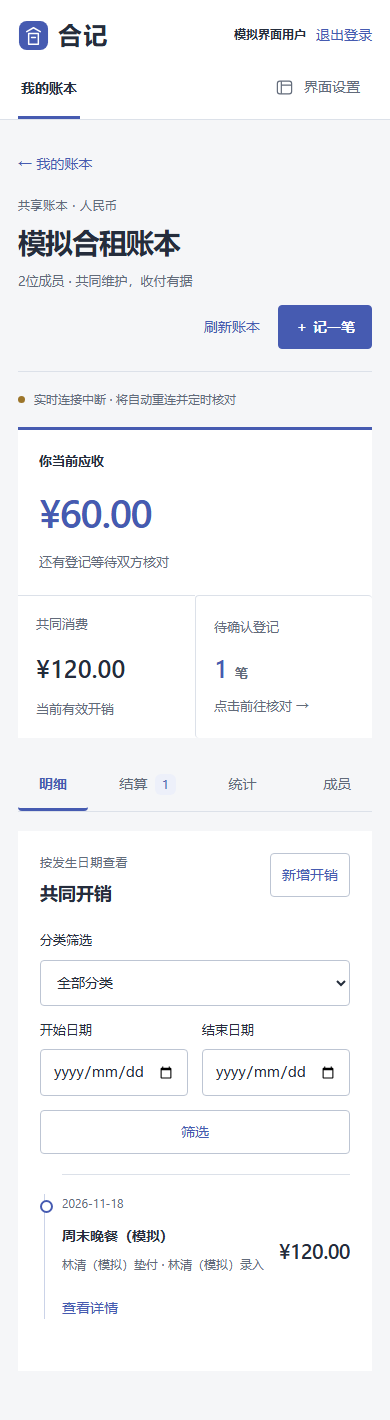 合记
模拟界面用户 退出登录
我的账本 界面设置
← 我的账本
共享账本 · 人民币
模拟合租账本
2位成员 · 共同维护，收付有据
刷新账本 + 记一笔
实时连接中断 · 将自动重连并定时核对
你当前应收
¥60.00
还有登记等待双方核对
共同消费
¥120.00
当前有效开销
待确认登记
1 笔
点击前往核对 →
明细 结算 1 统计 成员
按发生日期查看
共同开销
新增开销
分类筛选
全部分类
开始日期 结束日期
yyyy/mm/dd yyyy/mm/dd
筛选
2026-11-18
周末晚餐（模拟）
林清（模拟）垫付 · 林清（模拟）录入
¥120.00
查看详情